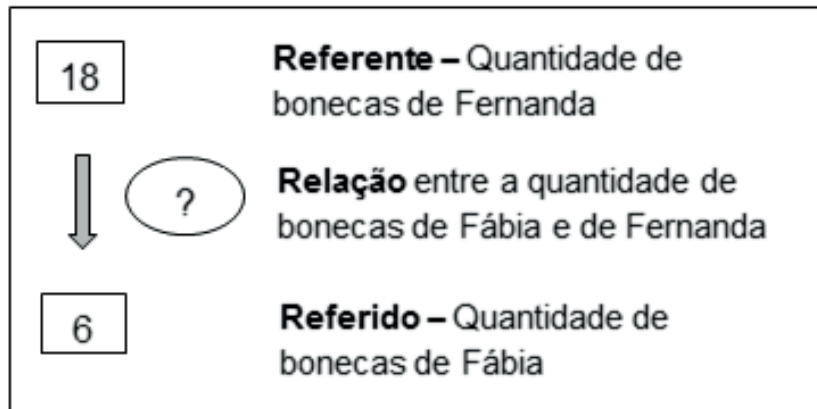 18
Referente – Quantidade de
bonecas de Fernanda
?
Relação entre a quantidade de
bonecas de Fábia e de Fernanda
6
Referido – Quantidade de
bonecas de Fábia